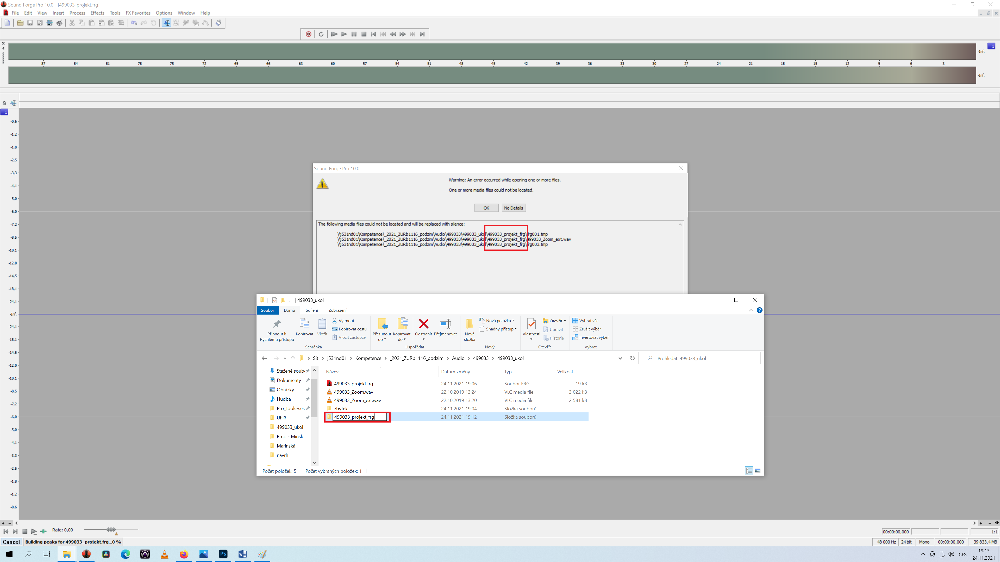 Sound Forge Pro 10.0 - [499033_projekt.frg]
File Edit View Insert Process Effects Tools FX Favorites Options Window Help
-Inf. 1
87 84 81 78 75 72 69 66 63 60 57 54 51 48 45 42 39 36 33 30 27 24 21 18 15 12 9 6 3
-Inf.
1
-0,6
-1,2
-1,8
-2,5
-3,3
-4,1
-5,0
-6,0
-7,2
-8,5
-10,1
-12,0
-14,5
-18,1
-24,1
-Inf.
-24,1
-18,1
-14,5
-12,0
-10,1
-8,5
-7,2
-6,0
-5,0
-4,1
-3,3
-2,5
-1,8
-1,2
-0,6
Sound Forge Pro 10.0
Warning: An error occurred while opening one or more files.
One or more media files could not be located.
OK No Details
The following media files could not be located and will be replaced with silence:
\\j531nd01\Kompetence\_2021_ZURb1116_podzim\Audio\499033\499033_ukol\499033_projekt_frg\frg001.tmp
\\j531nd01\Kompetence\_2021_ZURb1116_podzim\Audio\499033\499033_ukol\499033_projekt_frg\499033_Zoom_ext.wav
\\j531nd01\Kompetence\_2021_ZURb1116_podzim\Audio\499033\499033_ukol\499033_projekt_frg\frg003.tmp
499033_ukol
Soubor Domů Sdílení Zobrazení
Připnout k Rychlému přístupu
Kopírovat
Vložit
Vyjmout
Kopírovat cestu
Vložit zástupce
Schránka
Přesunout do
Kopírovat do
Odstranit
Přejmenovat
Uspořádat
Nová složka
Nová položka
Snadný přístup
Nový
Vlastnosti
Otevřít
Upravit
Historie
Otevřít
Vybrat vše
Zrušit výběr
Invertovat výběr
Vybrat
Síť j531nd01 Kompetence _2021_ZURb1116_podzim Audio 499033 499033_ukol
Prohledat: 499033_ukol
Stažené soub
Dokumenty
Obrázky
Hudba
Pro_Tools-ses
Uhlíř
499033_ukol
Brno - Minsk
Marinská
navrh
Název Datum změny Typ Velikost
499033_projekt.frg 24.11.2021 19:06 Soubor FRG 19 kB
499033_Zoom.wav 22.10.2019 13:24 VLC media file 3 022 kB
499033_Zoom_ext.wav 22.10.2019 13:20 VLC media file 2 581 kB
zbytek 24.11.2021 19:04 Složka souborů
499033_projekt_frg 24.11.2021 19:12 Složka souborů
Počet položek: 5 Počet vybraných položek: 1
Rate: 0,00
00:00:00,000 1:1
Cancel Building peaks for 499033_projekt.frg...0 %
48 000 Hz 24 bit Mono 00:00:00,000 39 833,4 MB
Ps
W
CES
19:13
24.11.2021